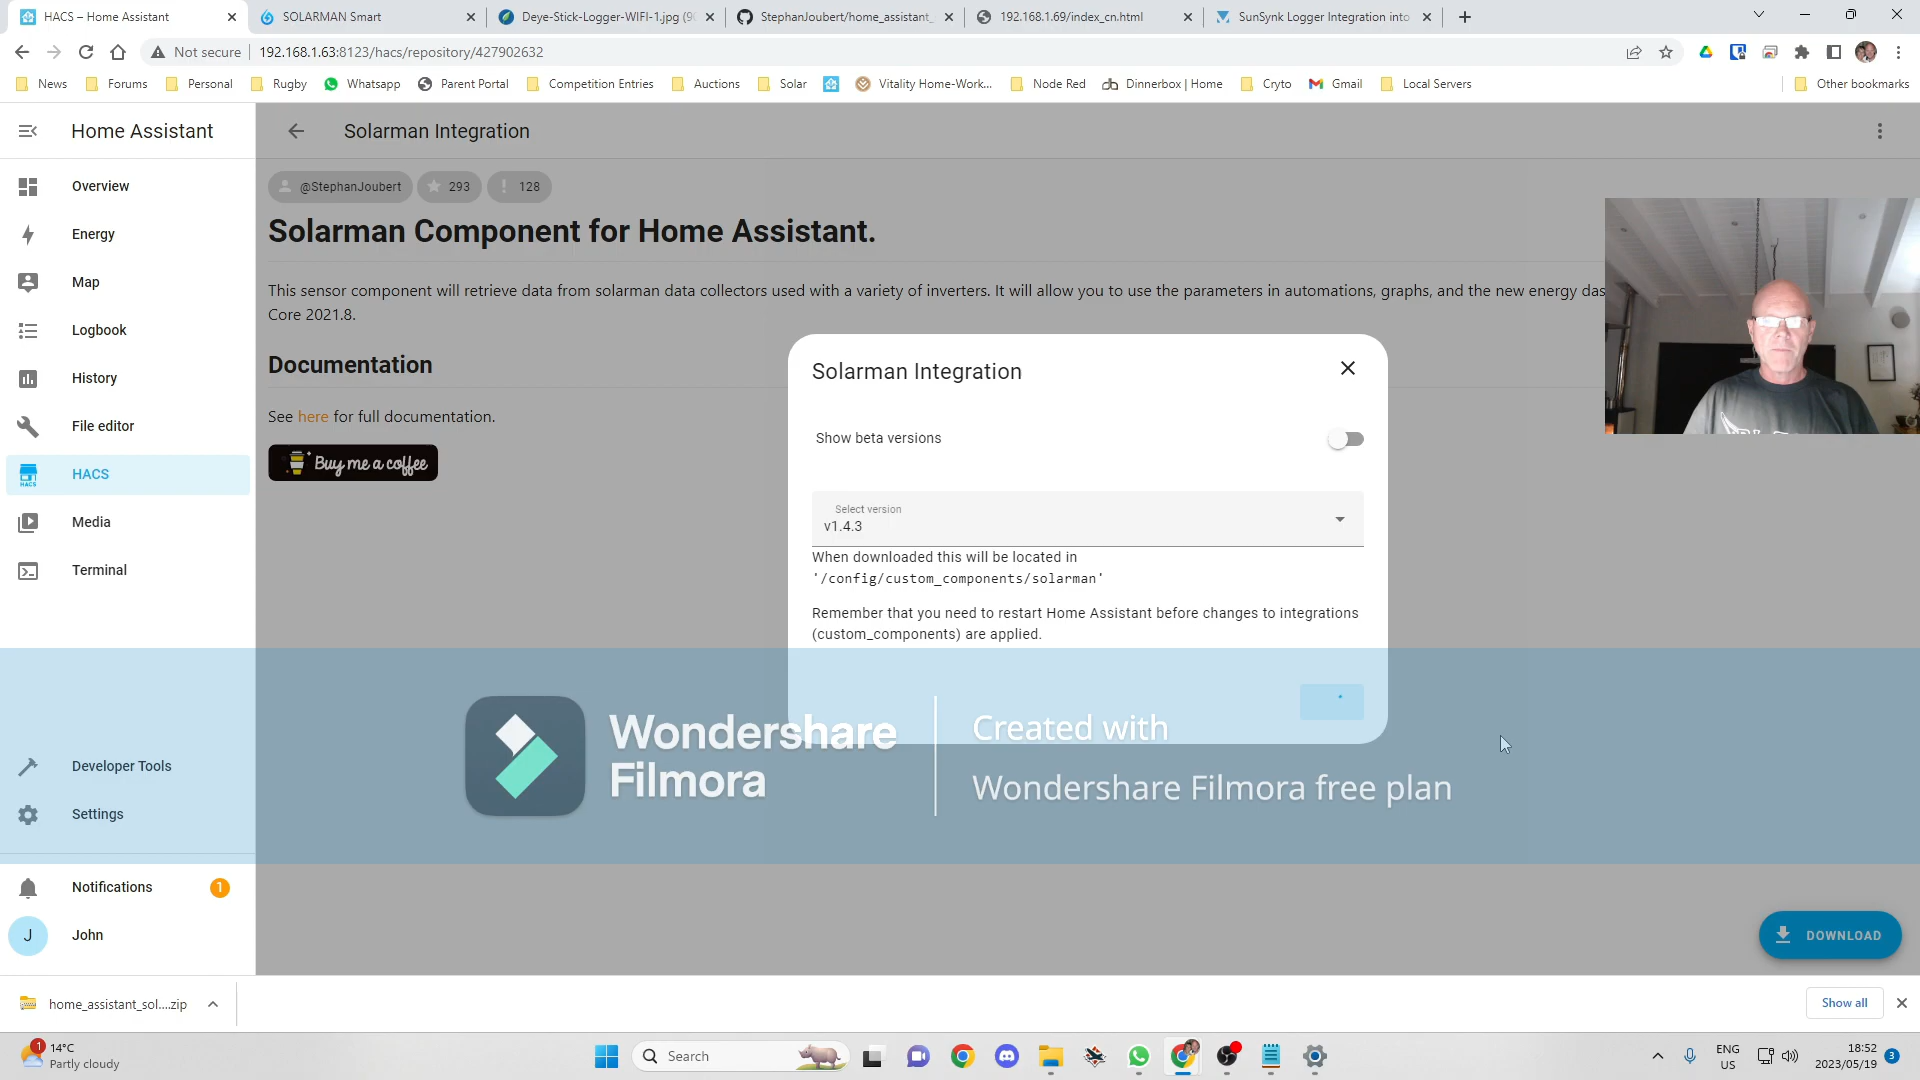 HACS – Home Assistant
SOLARMAN Smart
Deye-Stick-Logger-WIFI-1.jpg (90
StephanJoubert/home_assistant_
192.168.1.69/index_cn.html
SunSynk Logger Integration into
Not secure
192.168.1.63:8123/hacs/repository/427902632
News
Forums
Personal
Rugby
Whatsapp
Parent Portal
Competition Entries
Auctions
Solar
Vitality Home-Work...
Node Red
Dinnerbox | Home
Cryto
Gmail
Local Servers
Other bookmarks
Home Assistant
Solarman Integration
Overview
Energy
Map
Logbook
History
File editor
HACS
HACS
Media
Terminal
Developer Tools
Settings
Notifications
1
J
John
@StephanJoubert
293
128
Solarman Component for Home Assistant.
This sensor component will retrieve data from solarman data collectors used with a variety of inverters. It will allow you to use the parameters in automations, graphs, and the new energy das
Core 2021.8.
Documentation
See here for full documentation.
Buy me a coffee
Solarman Integration
Show beta versions
Select version
v1.4.3
When downloaded this will be located in
'/config/custom_components/solarman'
Remember that you need to restart Home Assistant before changes to integrations
(custom_components) are applied.
Wondershare
Filmora
Created with
Wondershare Filmora free plan
DOWNLOAD
home_assistant_sol....zip
Show all
1
14°C
Partly cloudy
Search
ENG
US
18:52
2023/05/19
3